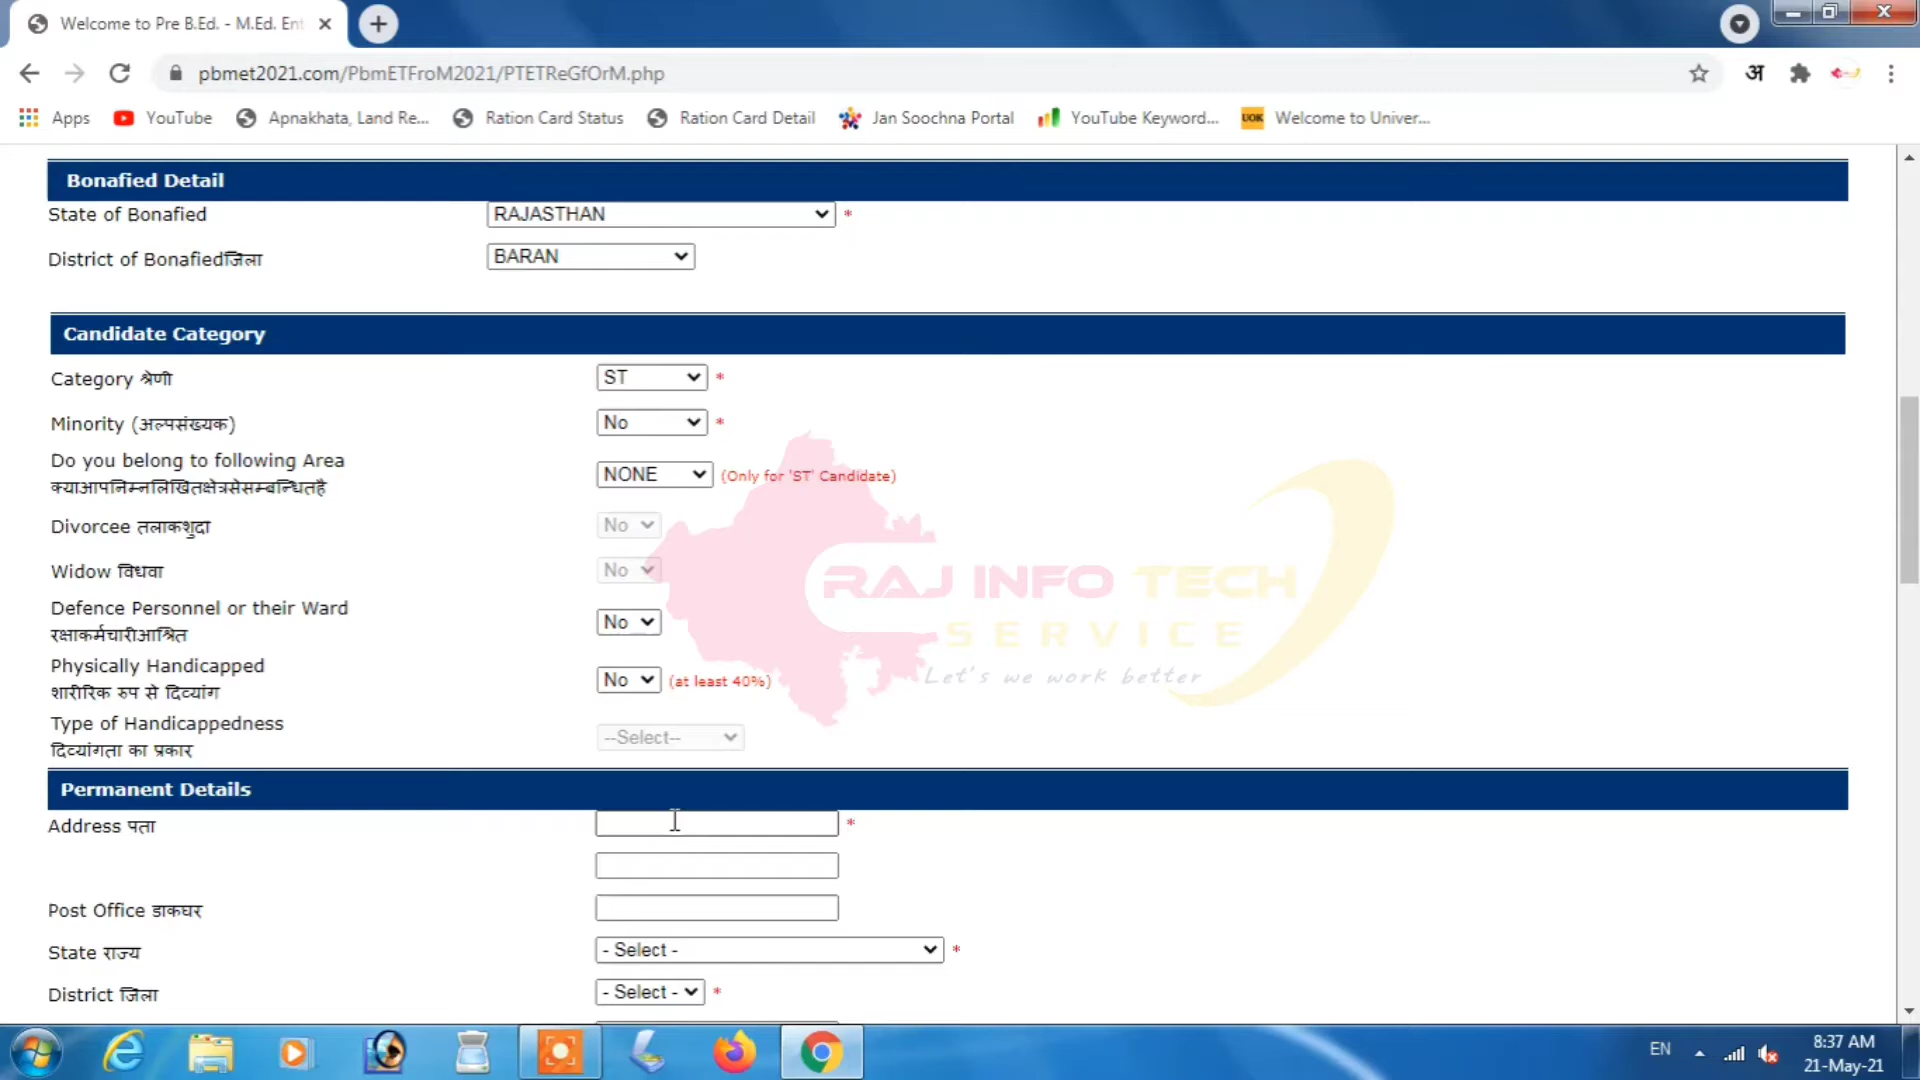 Welcome to Pre B.Ed. - M.Ed. Ent
pbmet2021.com/PbmETFroM2021/PTETReGfOrM.php
अ
Apps
YouTube
Apnakhata, Land Re...
Ration Card Status
Ration Card Detail
Jan Soochna Portal
YouTube Keyword...
UOK Welcome to Univer...
Bonafied Detail
State of Bonafied RAJASTHAN *
District of Bonafiedजिला BARAN
Candidate Category
Category श्रेणी ST *
Minority (अल्पसंख्यक) No *
Do you belong to following Area
क्याआपनिम्नलिखितक्षेत्रसेसम्बन्धितहै NONE (Only for 'ST' Candidate)
Divorcee तलाकशुदा No
Widow विधवा No
Defence Personnel or their Ward
रक्षाकर्मचारीआश्रित No
Physically Handicapped
शारीरिक रुप से दिव्यांग No (at least 40%)
Type of Handicappedness
दिव्यांगता का प्रकार --Select--
RAJ INFO TECH
SERVICE
Let's we work better
Permanent Details
Address पता *
Post Office डाकघर
State राज्य - Select - *
District जिला - Select - *
EN
8:37 AM
21-May-21